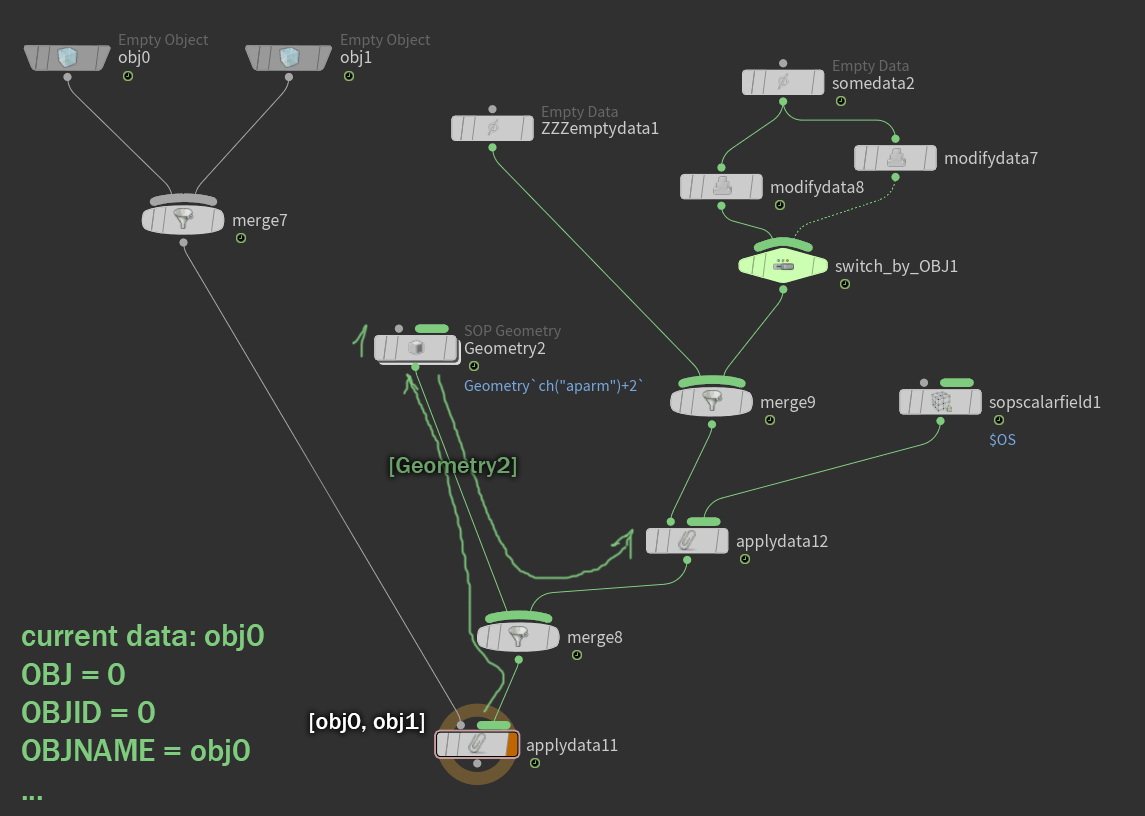 Empty Object
obj0
Empty Object
obj1
Empty Data
somedata2
Empty Data
ZZZemptydata1
modifydata7
modifydata8
merge7
switch_by_OBJ1
SOP Geometry
Geometry2
Geometry`ch("aparm")+2`
merge9
sopscalarfield1
$OS
[Geometry2]
applydata12
merge8
current data: obj0
OBJ = 0
OBJID = 0
OBJNAME = obj0
...
[obj0, obj1]
applydata11